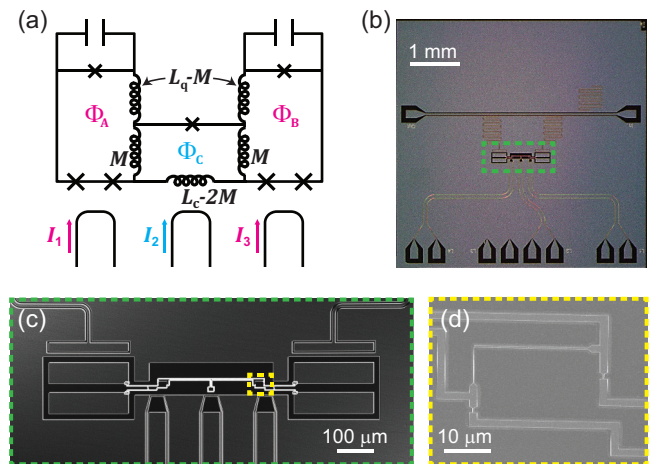 (a)
L_q-M
Φ_A
Φ_B
M
Φ_C
M
L_c-2M
I_1
I_2
I_3
(b)
1 mm
(c)
100 μm
(d)
10 μm